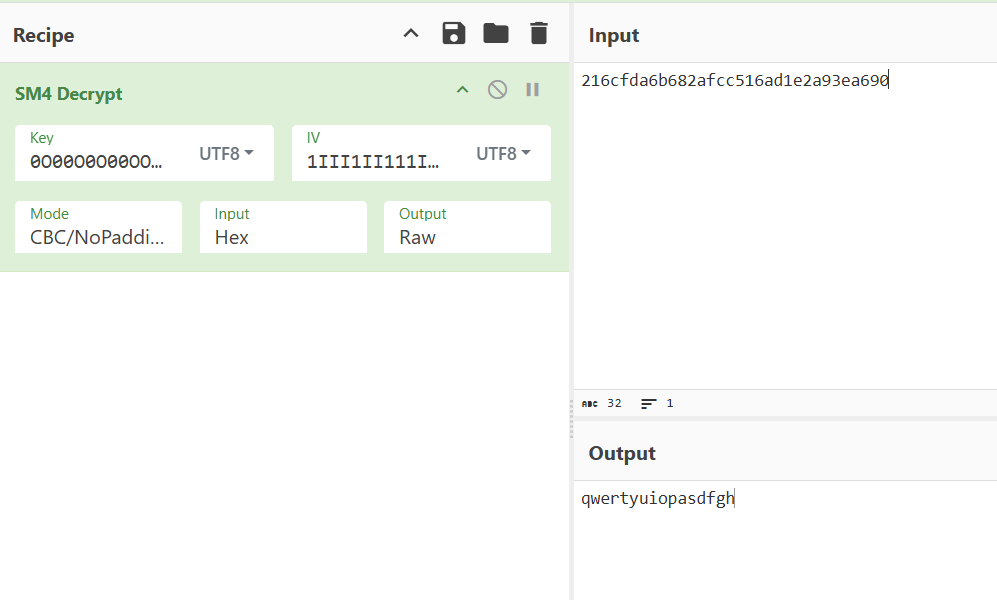 Recipe
SM4 Decrypt
Key
0O00O0O0O0OO...
UTF8
IV
1III1II111I...
UTF8
Mode
CBC/NoPaddi...
Input
Hex
Output
Raw
Input
216cfda6b682afcc516ad1e2a93ea690
ABC 32 1
Output
qwertyuiopasdfgh